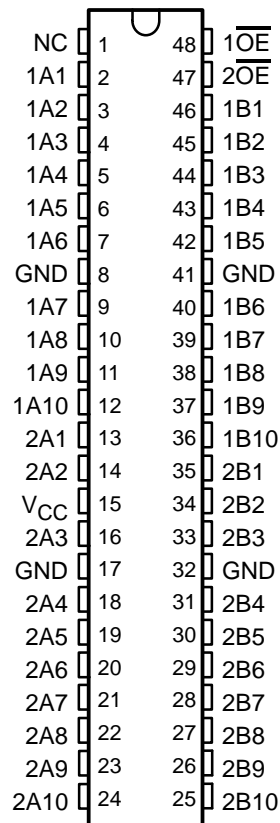 NC 1 48 1O̅E̅
1A1 2 47 2O̅E̅
1A2 3 46 1B1
1A3 4 45 1B2
1A4 5 44 1B3
1A5 6 43 1B4
1A6 7 42 1B5
GND 8 41 GND
1A7 9 40 1B6
1A8 10 39 1B7
1A9 11 38 1B8
1A10 12 37 1B9
2A1 13 36 1B10
2A2 14 35 2B1
VCC 15 34 2B2
2A3 16 33 2B3
GND 17 32 GND
2A4 18 31 2B4
2A5 19 30 2B5
2A6 20 29 2B6
2A7 21 28 2B7
2A8 22 27 2B8
2A9 23 26 2B9
2A10 24 25 2B10